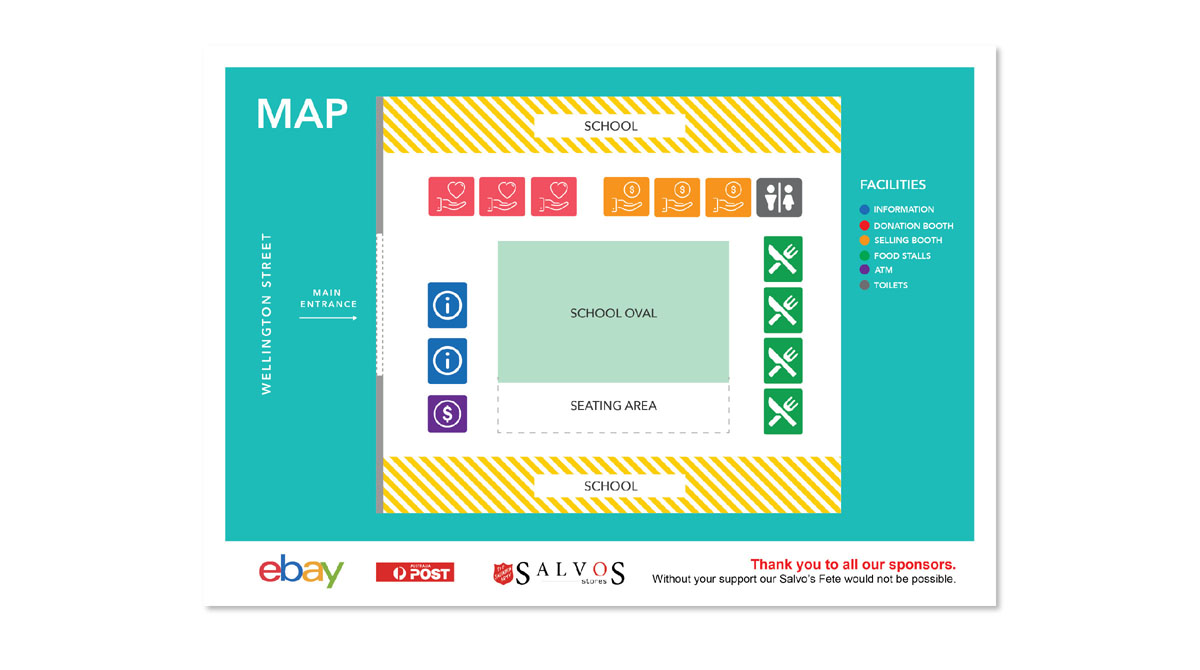 MAP
SCHOOL
WELLINGTON STREET
MAIN
ENTRANCE
SCHOOL OVAL
SEATING AREA
SCHOOL
FACILITIES
INFORMATION
DONATION BOOTH
SELLING BOOTH
FOOD STALLS
ATM
TOILETS
ebay
AUSTRALIA
POST
THE SALVATION ARMY
SALVOS
stores
Thank you to all our sponsors.
Without your support our Salvo's Fete would not be possible.